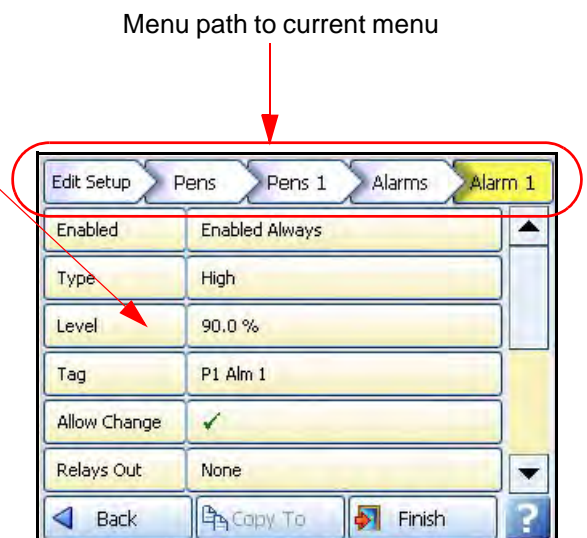 Menu path to current menu
Edit Setup Pens Pens 1 Alarms Alarm 1
Enabled Enabled Always
Type High
Level 90.0 %
Tag P1 Alm 1
Allow Change ✓
Relays Out None
Back Copy To Finish ?